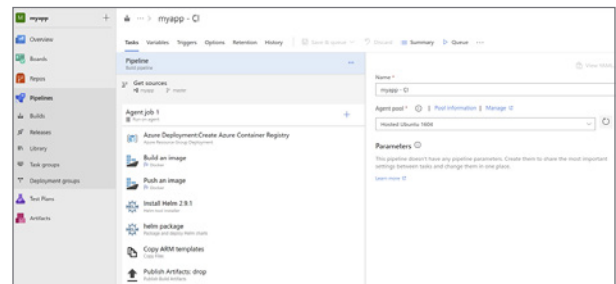 myapp
Overview
Boards
Repos
Pipelines
Builds
Releases
Library
Task groups
Deployment groups
Test Plans
Artifacts
myapp - CI
Tasks Variables Triggers Options Retention History Save & queue Discard Summary Queue
Pipeline
Build pipeline
Get sources
myapp master
Agent job 1
Run on agent
Azure Deployment:Create Azure Container Registry
Azure Resource Group Deployment
Build an image
Docker
Push an image
Docker
Install Helm 2.9.1
Helm tool installer
helm package
Package and deploy Helm charts
Copy ARM templates
Copy files
Publish Artifacts: drop
Publish Build Artifacts
View YAML
Name *
myapp - CI
Agent pool * | Pool information | Manage
Hosted Ubuntu 1604
Parameters
This pipeline doesn't have any pipeline parameters. Create them to share the most important
settings between tasks and change them in one place.
Learn more